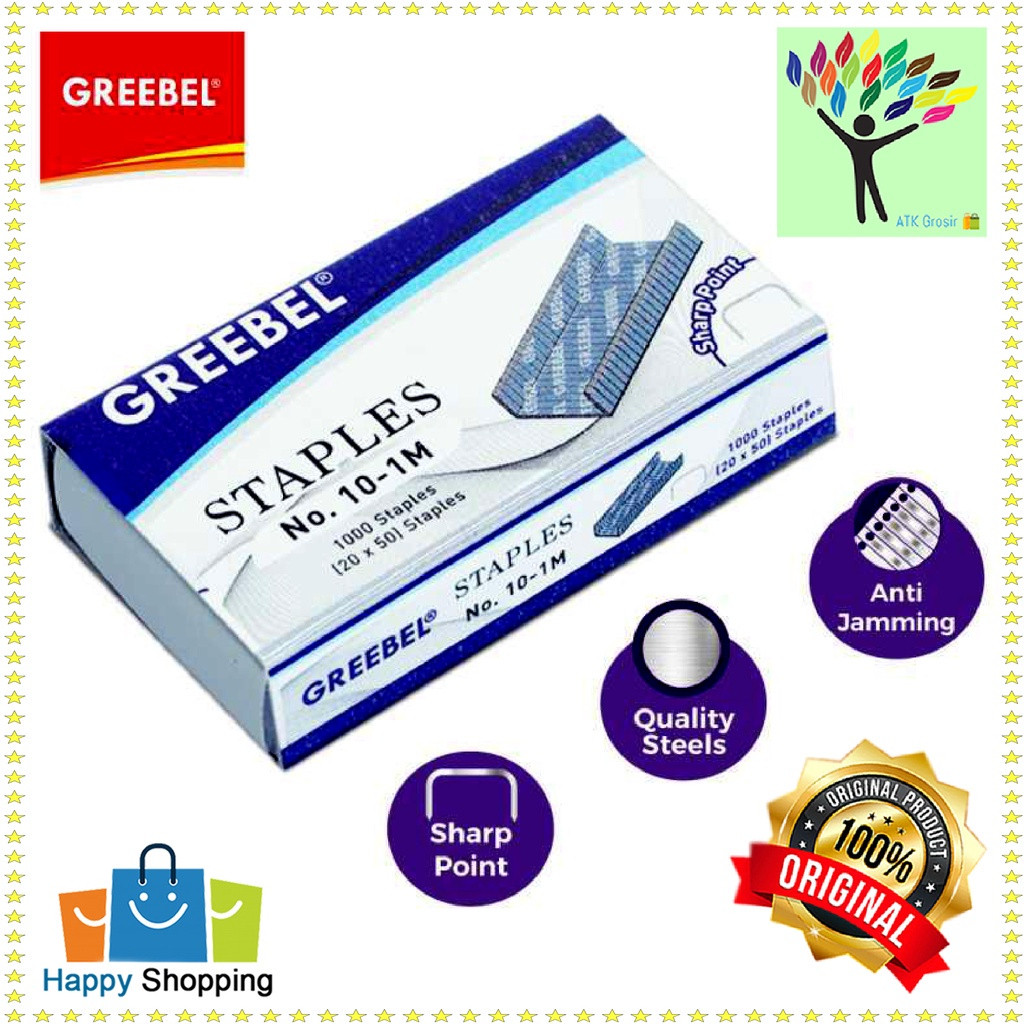 GREEBEL®
ATK Grosir
GREEBEL®
STAPLES
No. 10-1M
1000 Staples
(20 x 50) Staples
Sharp Point
GREEBEL®
STAPLES
No. 10-1M
1000 Staples
(20 x 50) Staples
Anti
Jamming
Quality
Steels
Sharp
Point
ORIGINAL PRODUCT
100%
ORIGINAL
Happy Shopping